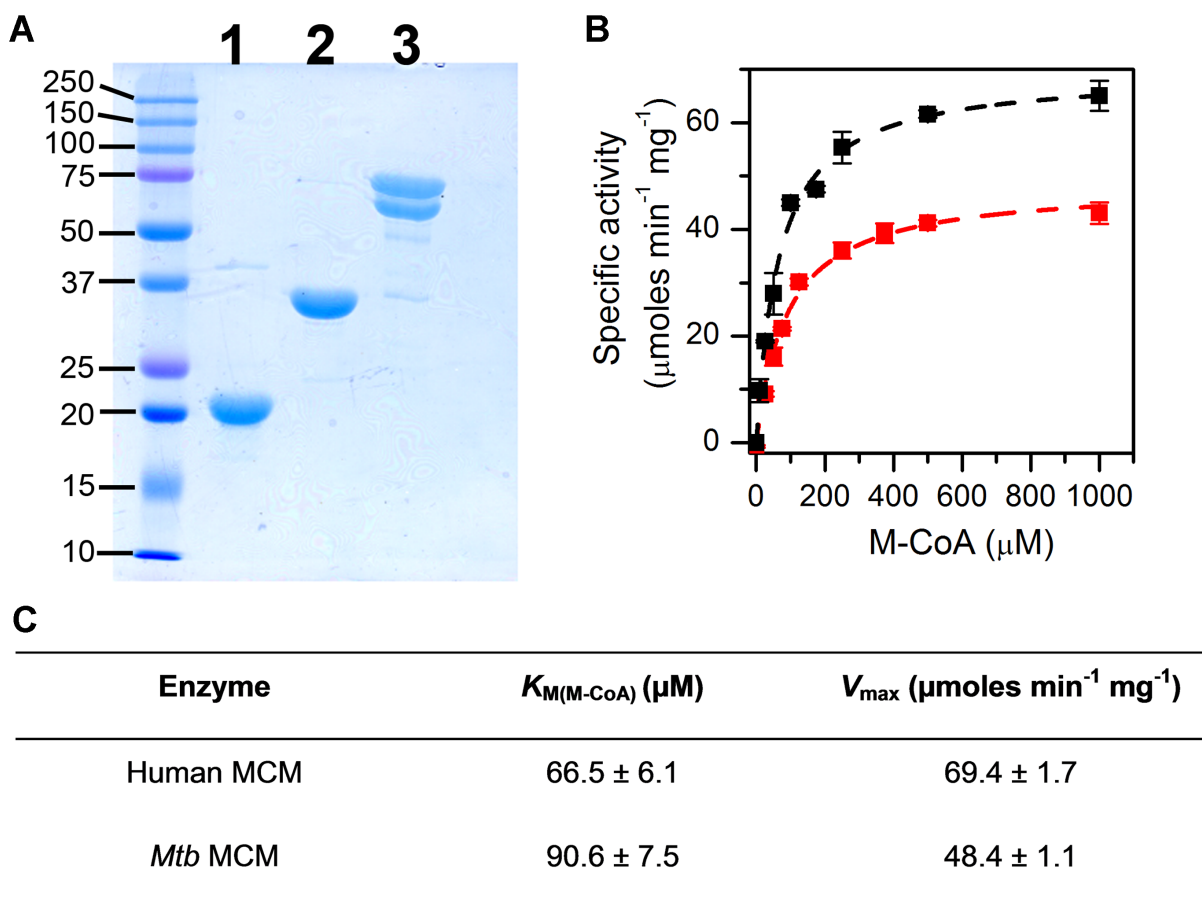 A
1 2 3
250
150
100
75
50
37
25
20
15
10
B
Specific activity
(μmoles min⁻¹ mg⁻¹)
60
40
20
0
0 200 400 600 800 1000
M-CoA (μM)
C
Enzyme K_M(M-CoA) (μM) V_max (μmoles min⁻¹ mg⁻¹)
Human MCM 66.5 ± 6.1 69.4 ± 1.7
Mtb MCM 90.6 ± 7.5 48.4 ± 1.1